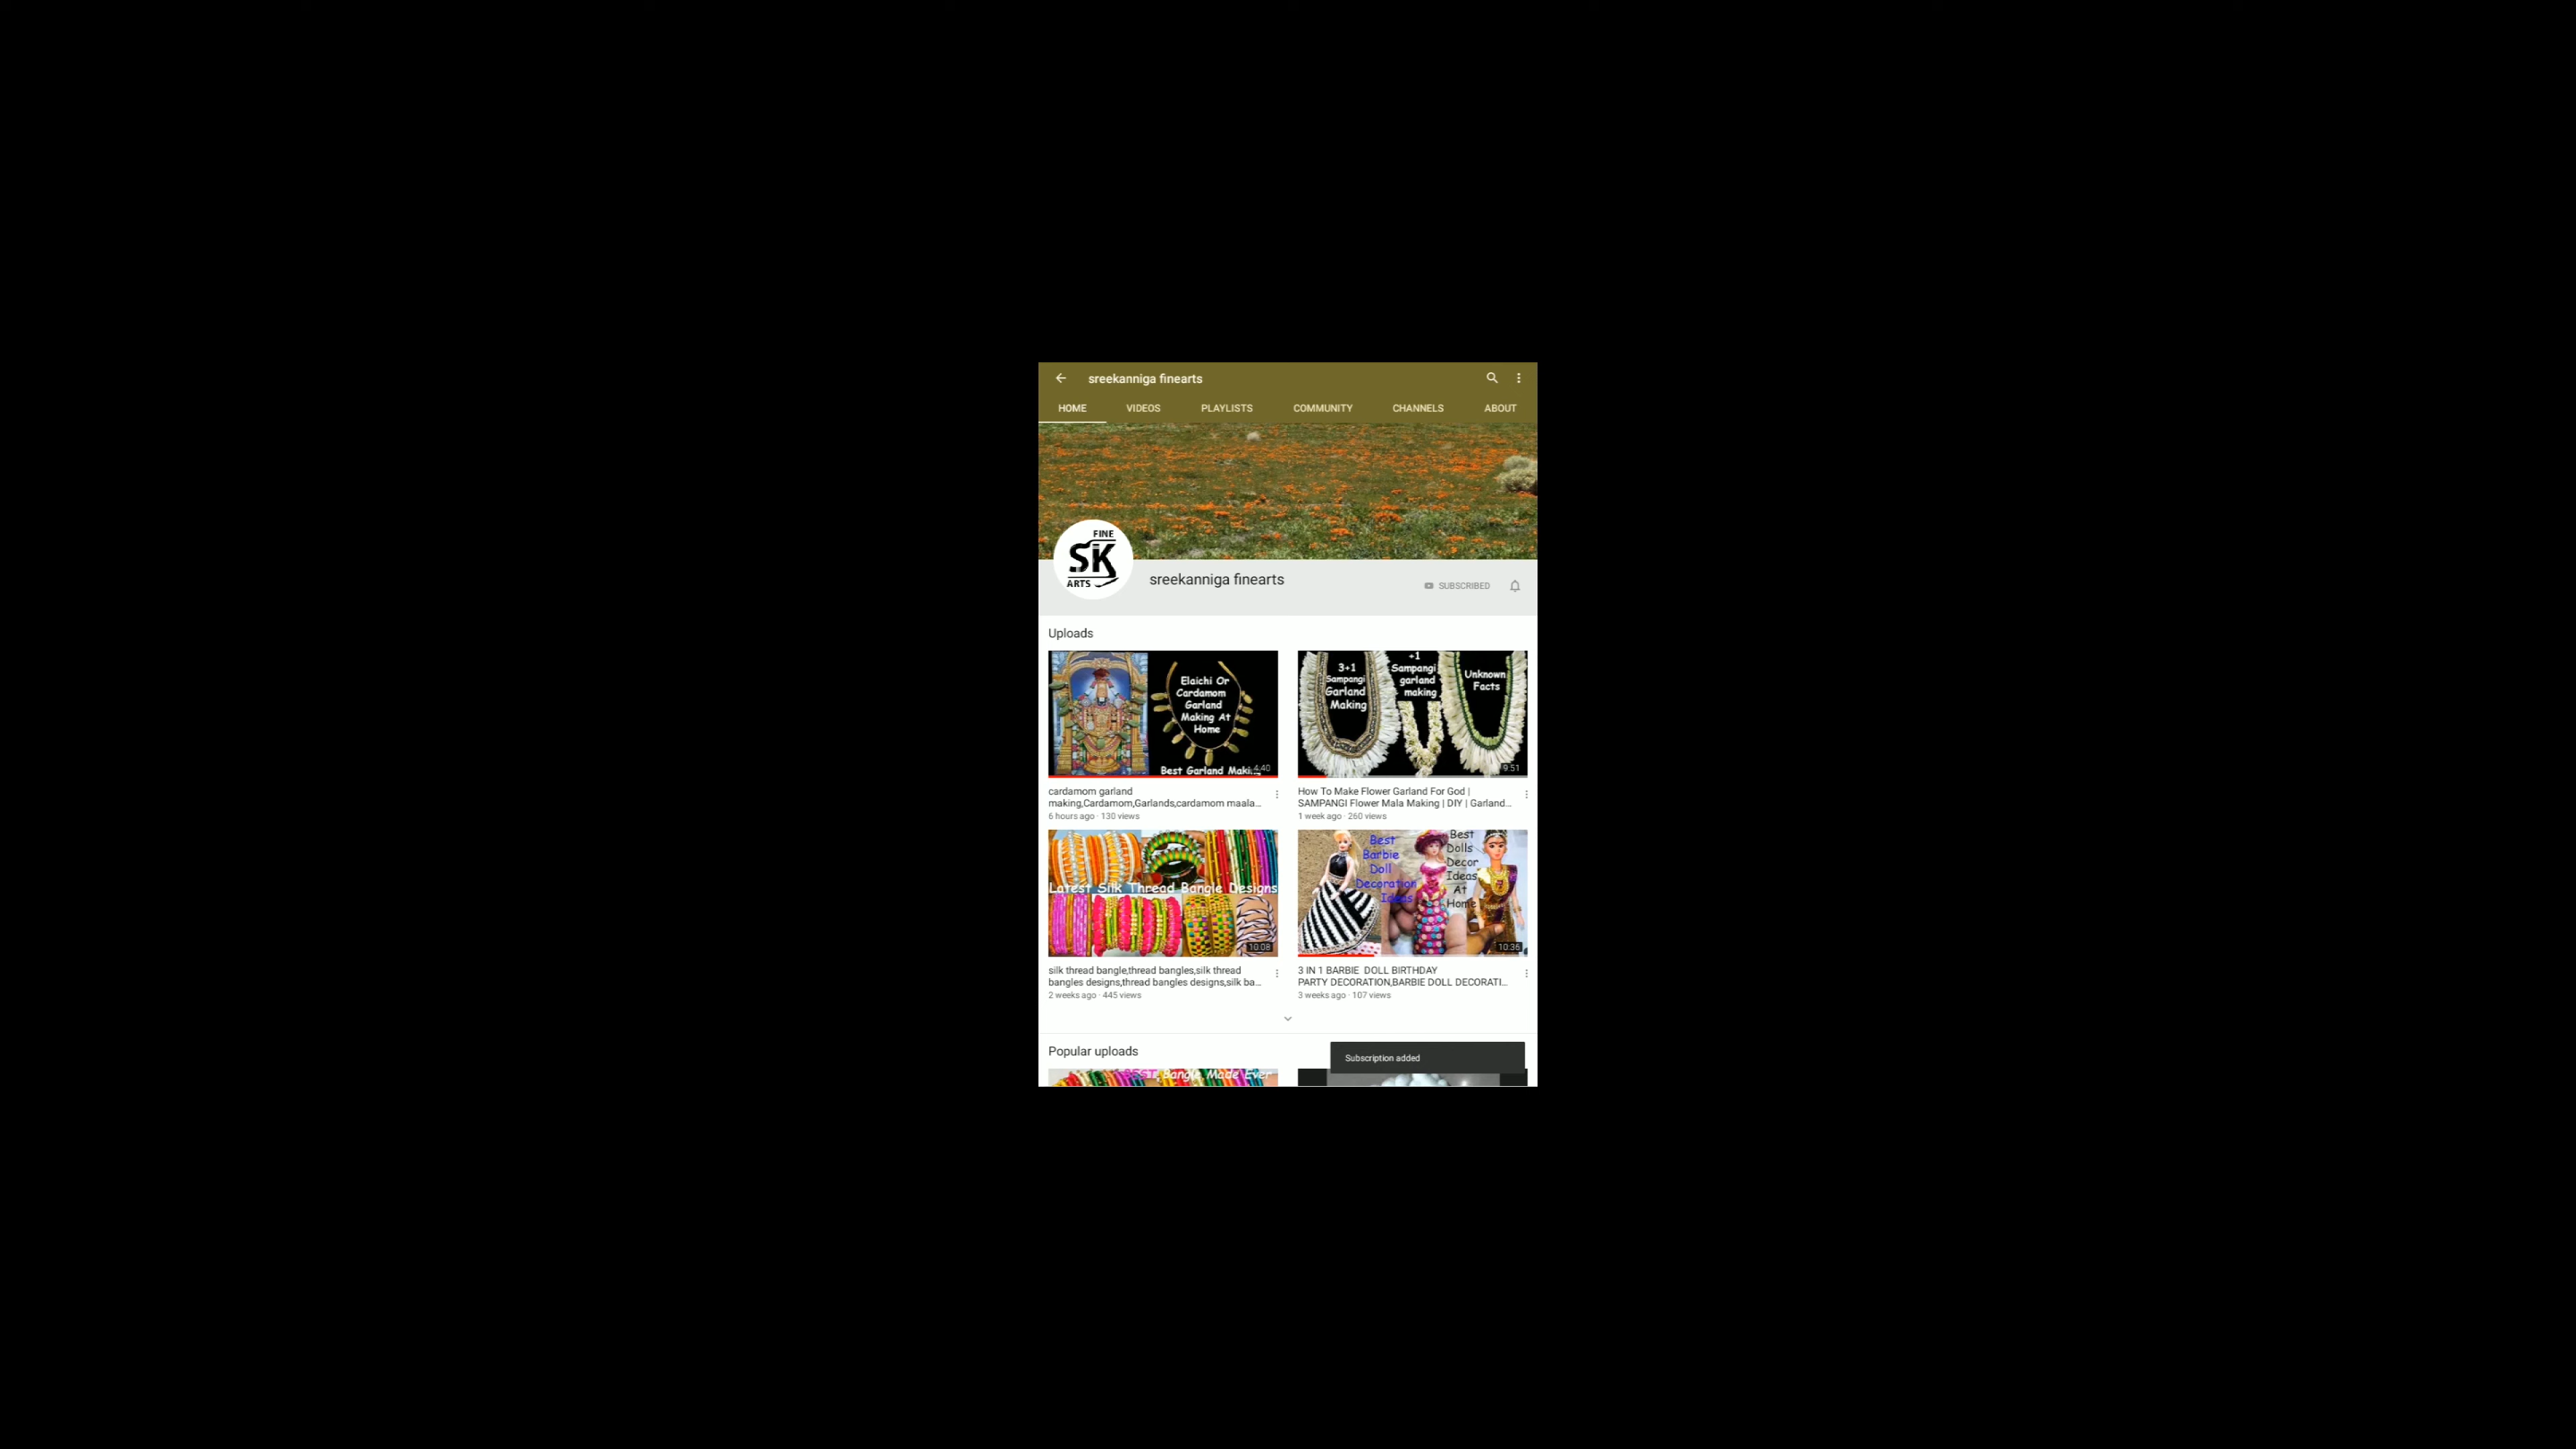 sreekanniga finearts
HOME VIDEOS PLAYLISTS COMMUNITY CHANNELS ABOUT
FINE
SK
ARTS
sreekanniga finearts
SUBSCRIBED
Uploads
Elaichi Or
Cardamom
Garland
Making At
Home
Best Garland Maki
4:40
3+1
Sampangi
Garland
Making
+1
Sampangi
garland
making
Unknown
Facts
9:51
cardamom garland
making,Cardamom,Garlands,cardamom maala...
6 hours ago · 130 views
How To Make Flower Garland For God |
SAMPANGI Flower Mala Making | DIY | Garland...
1 week ago · 260 views
Latest Silk Thread Bangle Designs
10:08
Best
Barbie
Doll
Decoration
Ideas
Best
Dolls
Decor
Ideas
At
Home
10:36
silk thread bangle,thread bangles,silk thread
bangles designs,thread bangles designs,silk ba...
2 weeks ago · 445 views
3 IN 1 BARBIE DOLL BIRTHDAY
PARTY DECORATION,BARBIE DOLL DECORATI...
3 weeks ago · 107 views
Popular uploads
Subscription added
Bangle Made Ever